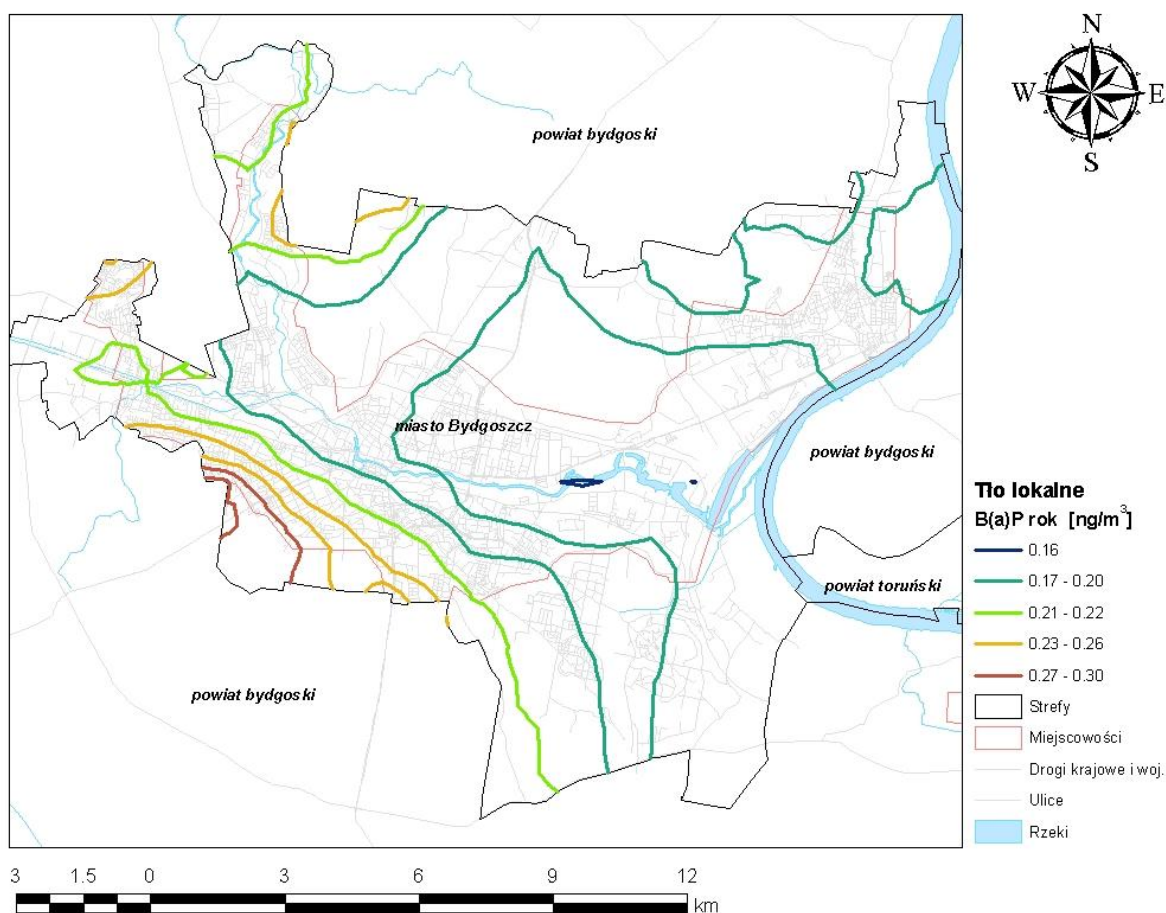 N
W
E
S
powiat bydgoski
miasto Bydgoszcz
powiat bydgoski
powiat toruński
powiat bydgoski
Tło lokalne
B(a)P rok [ng/m³]
0.16
0.17 - 0.20
0.21 - 0.22
0.23 - 0.26
0.27 - 0.30
Strefy
Miejscowości
Drogi krajowe i woj.
Ulice
Rzeki
3 1.5 0 3 6 9 12
km